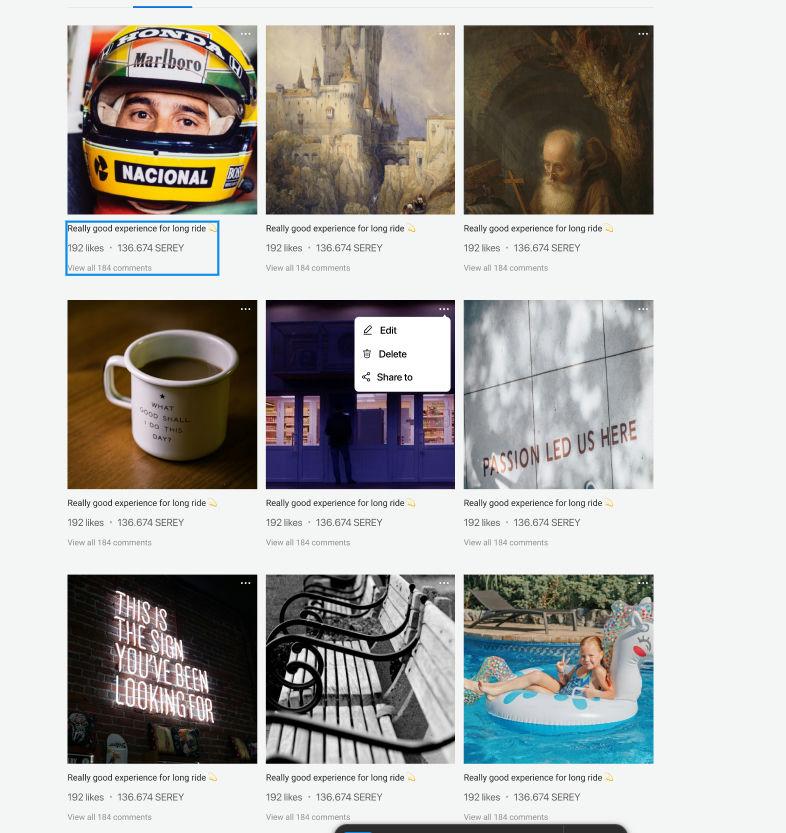 HONDA
Marlboro
NACIONAL
BOSS
Really good experience for long ride 💫
192 likes · 136.674 SEREY
View all 184 comments
Really good experience for long ride 💫
192 likes · 136.674 SEREY
View all 184 comments
Really good experience for long ride 💫
192 likes · 136.674 SEREY
View all 184 comments
WHAT
GOOD SHALL
I DO THIS
DAY?
Edit
Delete
Share to
PASSION LED US HERE
Really good experience for long ride 💫
192 likes · 136.674 SEREY
View all 184 comments
Really good experience for long ride 💫
192 likes · 136.674 SEREY
View all 184 comments
Really good experience for long ride 💫
192 likes · 136.674 SEREY
View all 184 comments
THIS IS
THE SIGN
YOU'VE BEEN
LOOKING FOR
Really good experience for long ride 💫
192 likes · 136.674 SEREY
View all 184 comments
Really good experience for long ride 💫
192 likes · 136.674 SEREY
View all 184 comments
Really good experience for long ride 💫
192 likes · 136.674 SEREY
View all 184 comments